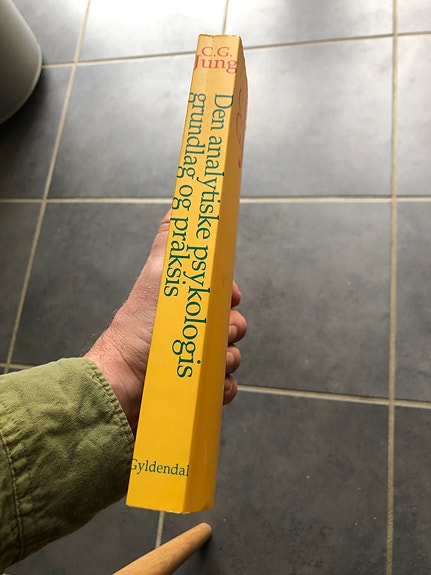 C.G.
Jung
Den analytiske psykologis
grundlag og praksis
Gyldendal